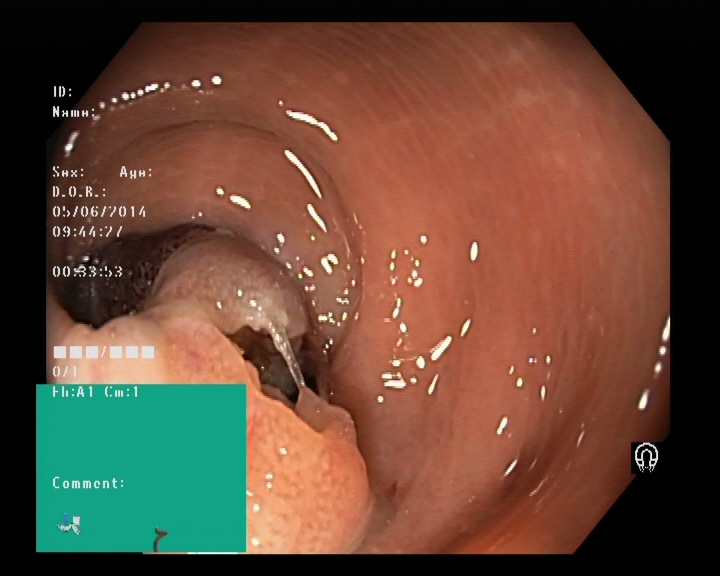 ID:
Name:
Sex: Age:
D.O.B.:
05/06/2014
09:44:27
00:33:53
■■■/■■■
0/1
Eh:A1 Cm:1
Comment: